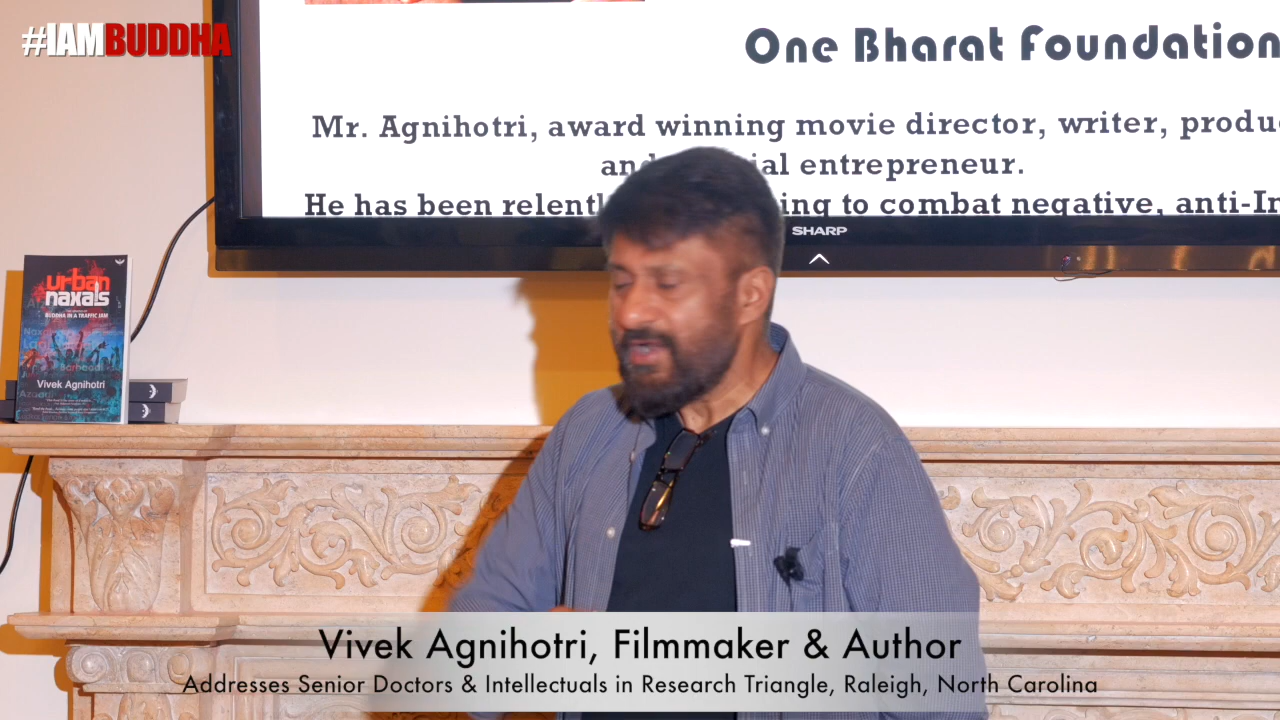 #IAMBUDDHA
One Bharat Foundation
Mr. Agnihotri, award winning movie director, writer,
entrepreneur.
He has been
to combat negative,
SHARP
urban
naxals
BUDDHA IN A TRAFFIC JAM
Vivek Agnihotri
Vivek Agnihotri, Filmmaker & Author
Addresses Senior Doctors & Intellectuals in Research Triangle, Raleigh, North Carolina